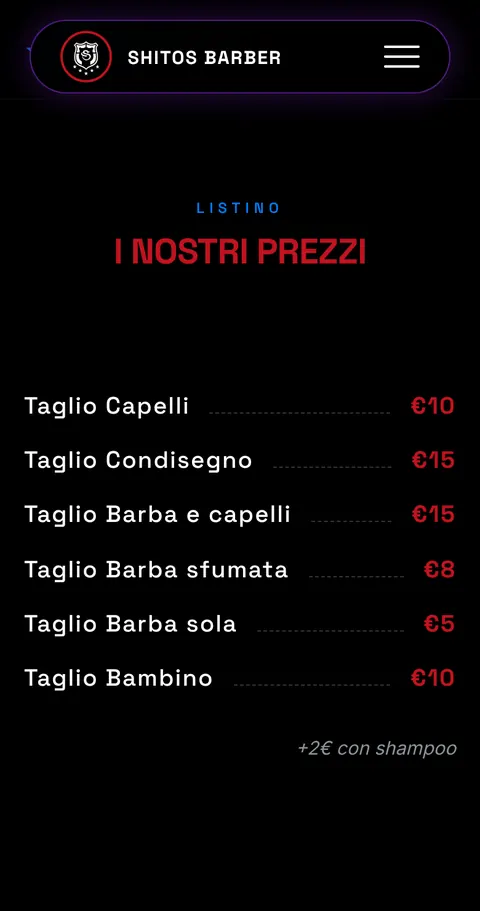 SHITOS BARBER
LISTINO
I NOSTRI PREZZI
Taglio Capelli €10
Taglio Condisegno €15
Taglio Barba e capelli €15
Taglio Barba sfumata €8
Taglio Barba sola €5
Taglio Bambino €10
+2€ con shampoo